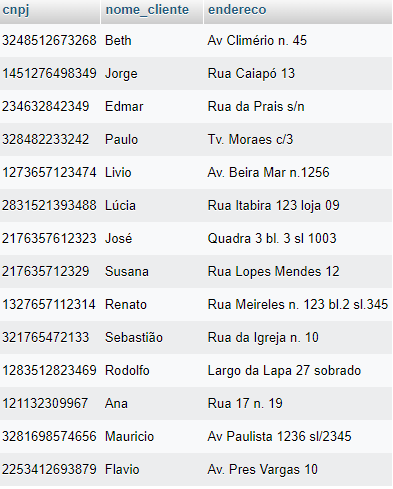 cnpj nome_cliente endereco
3248512673268 Beth Av Climério n. 45
1451276498349 Jorge Rua Caiapó 13
234632842349 Edmar Rua da Prais s/n
328482233242 Paulo Tv. Moraes c/3
1273657123474 Livio Av. Beira Mar n.1256
2831521393488 Lúcia Rua Itabira 123 loja 09
2176357612323 José Quadra 3 bl. 3 sl 1003
217635712329 Susana Rua Lopes Mendes 12
1327657112314 Renato Rua Meireles n. 123 bl.2 sl.345
321765472133 Sebastião Rua da Igreja n. 10
1283512823469 Rodolfo Largo da Lapa 27 sobrado
121132309967 Ana Rua 17 n. 19
3281698574656 Mauricio Av Paulista 1236 sl/2345
2253412693879 Flavio Av. Pres Vargas 10